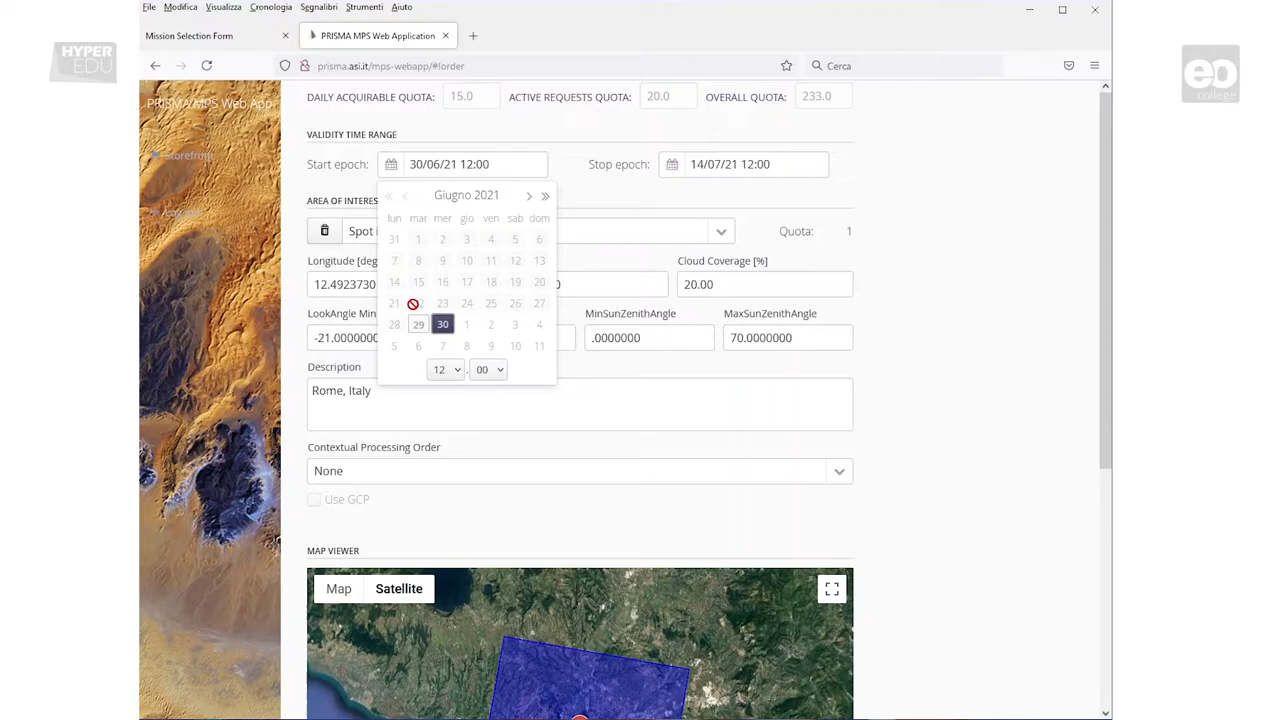 File Modifica Visualizza Cronologia Segnalibri Strumenti Aiuto
Mission Selection Form
PRISMA MPS Web Application
prisma.asi.it/mps-webapp/#!order
Cerca
HYPER
EDU
eo
college
PRISMA MPS Web App
Storefront
DAILY ACQUIRABLE QUOTA: 15.0 ACTIVE REQUESTS QUOTA: 20.0 OVERALL QUOTA: 233.0
VALIDITY TIME RANGE
Start epoch: 30/06/21 12:00 Stop epoch: 14/07/21 12:00
Giugno 2021
lun mar mer gio ven sab dom
31 1 2 3 4 5 6
7 8 9 10 11 12 13
14 15 16 17 18 19 20
21 23 24 25 26 27
28 29 30 1 2 3 4
5 6 7 8 9 10 11
12 . 00
AREA OF INTERES
Spot Quota: 1
Longitude [deg Cloud Coverage [%]
12.4923730 0 20.00
LookAngle Min MinSunZenithAngle MaxSunZenithAngle
-21.0000000 .0000000 70.0000000
Description
Rome, Italy
Contextual Processing Order
None
Use GCP
MAP VIEWER
Map Satellite